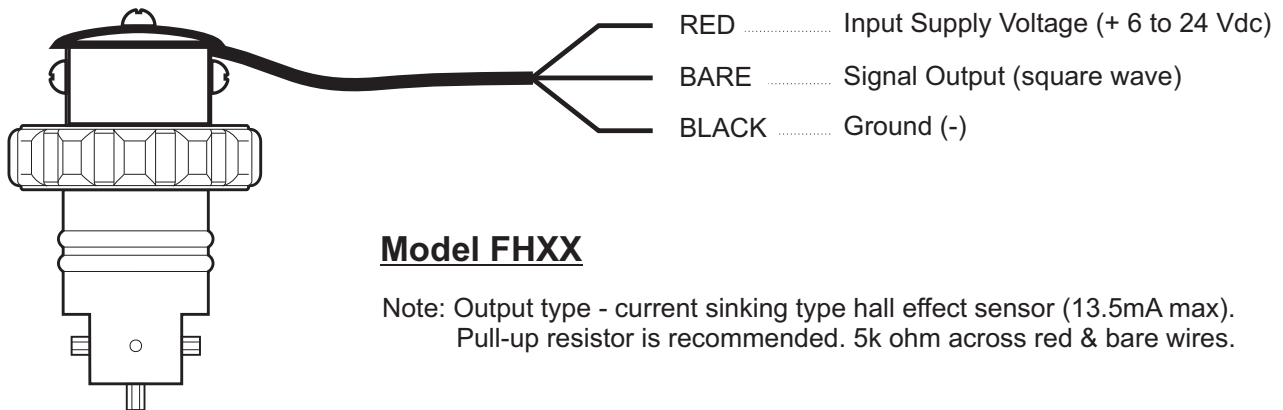 RED ........................ Input Supply Voltage (+ 6 to 24 Vdc)
BARE ................. Signal Output (square wave)
BLACK .............. Ground (-)
Model FHXX
Note: Output type - current sinking type hall effect sensor (13.5mA max).
Pull-up resistor is recommended. 5k ohm across red & bare wires.